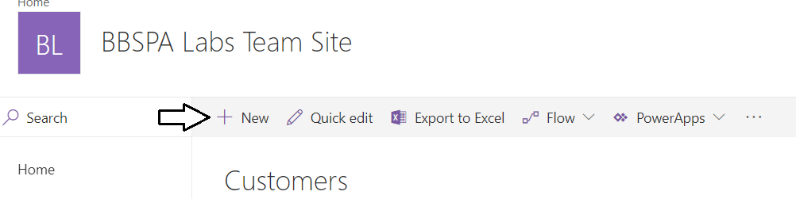 Home
BL
BBSPA Labs Team Site
Search
New
Quick edit
Export to Excel
Flow
PowerApps
Home
Customers